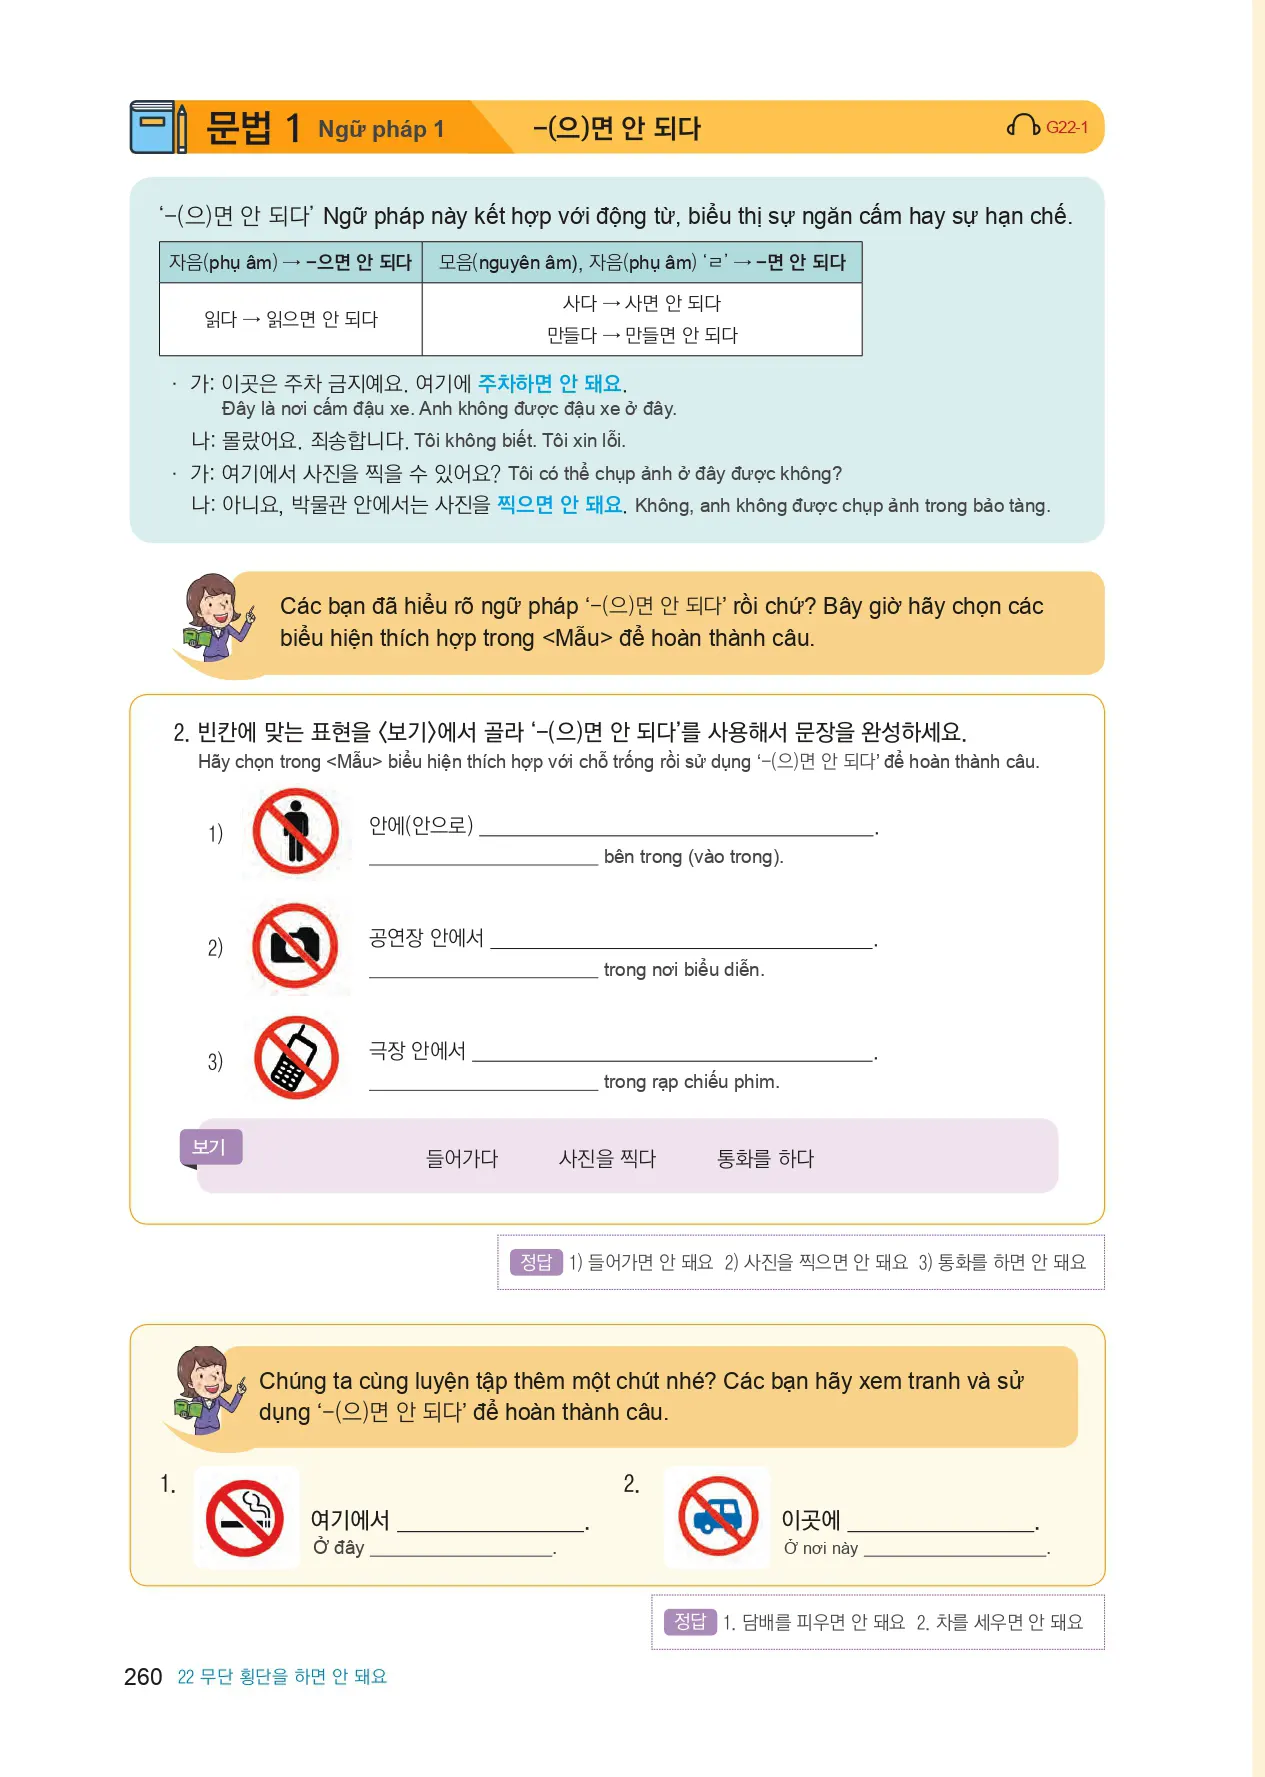 문법 1 Ngữ pháp 1 -(으)면 안 되다 G22-1
‘-(으)면 안 되다’ Ngữ pháp này kết hợp với động từ, biểu thị sự ngăn cấm hay sự hạn chế.
자음(phụ âm) → -으면 안 되다 모음(nguyên âm), 자음(phụ âm) ‘ㄹ’ → -면 안 되다
읽다 → 읽으면 안 되다
사다 → 사면 안 되다
만들다 → 만들면 안 되다
· 가: 이곳은 주차 금지예요. 여기에 주차하면 안 돼요.
Đây là nơi cấm đậu xe. Anh không được đậu xe ở đây.
나: 몰랐어요. 죄송합니다. Tôi không biết. Tôi xin lỗi.
· 가: 여기에서 사진을 찍을 수 있어요? Tôi có thể chụp ảnh ở đây được không?
나: 아니요, 박물관 안에서는 사진을 찍으면 안 돼요. Không, anh không được chụp ảnh trong bảo tàng.
Các bạn đã hiểu rõ ngữ pháp ‘-(으)면 안 되다’ rồi chứ? Bây giờ hãy chọn các
biểu hiện thích hợp trong <Mẫu> để hoàn thành câu.
2. 빈칸에 맞는 표현을 〈보기〉에서 골라 ‘-(으)면 안 되다’를 사용해서 문장을 완성하세요.
Hãy chọn trong <Mẫu> biểu hiện thích hợp với chỗ trống rồi sử dụng ‘-(으)면 안 되다’ để hoàn thành câu.
1) 안에(안으로) ______________________.
______________________ bên trong (vào trong).
2) 공연장 안에서 ______________________.
______________________ trong nơi biểu diễn.
3) 극장 안에서 ______________________.
______________________ trong rạp chiếu phim.
보기
들어가다 사진을 찍다 통화를 하다
정답 1) 들어가면 안 돼요 2) 사진을 찍으면 안 돼요 3) 통화를 하면 안 돼요
Chúng ta cùng luyện tập thêm một chút nhé? Các bạn hãy xem tranh và sử
dụng ‘-(으)면 안 되다’ để hoàn thành câu.
1. 여기에서 ________________.
Ở đây ________________.
2. 이곳에 ________________.
Ở nơi này ________________.
정답 1. 담배를 피우면 안 돼요 2. 차를 세우면 안 돼요
260 22 무단 횡단을 하면 안 돼요